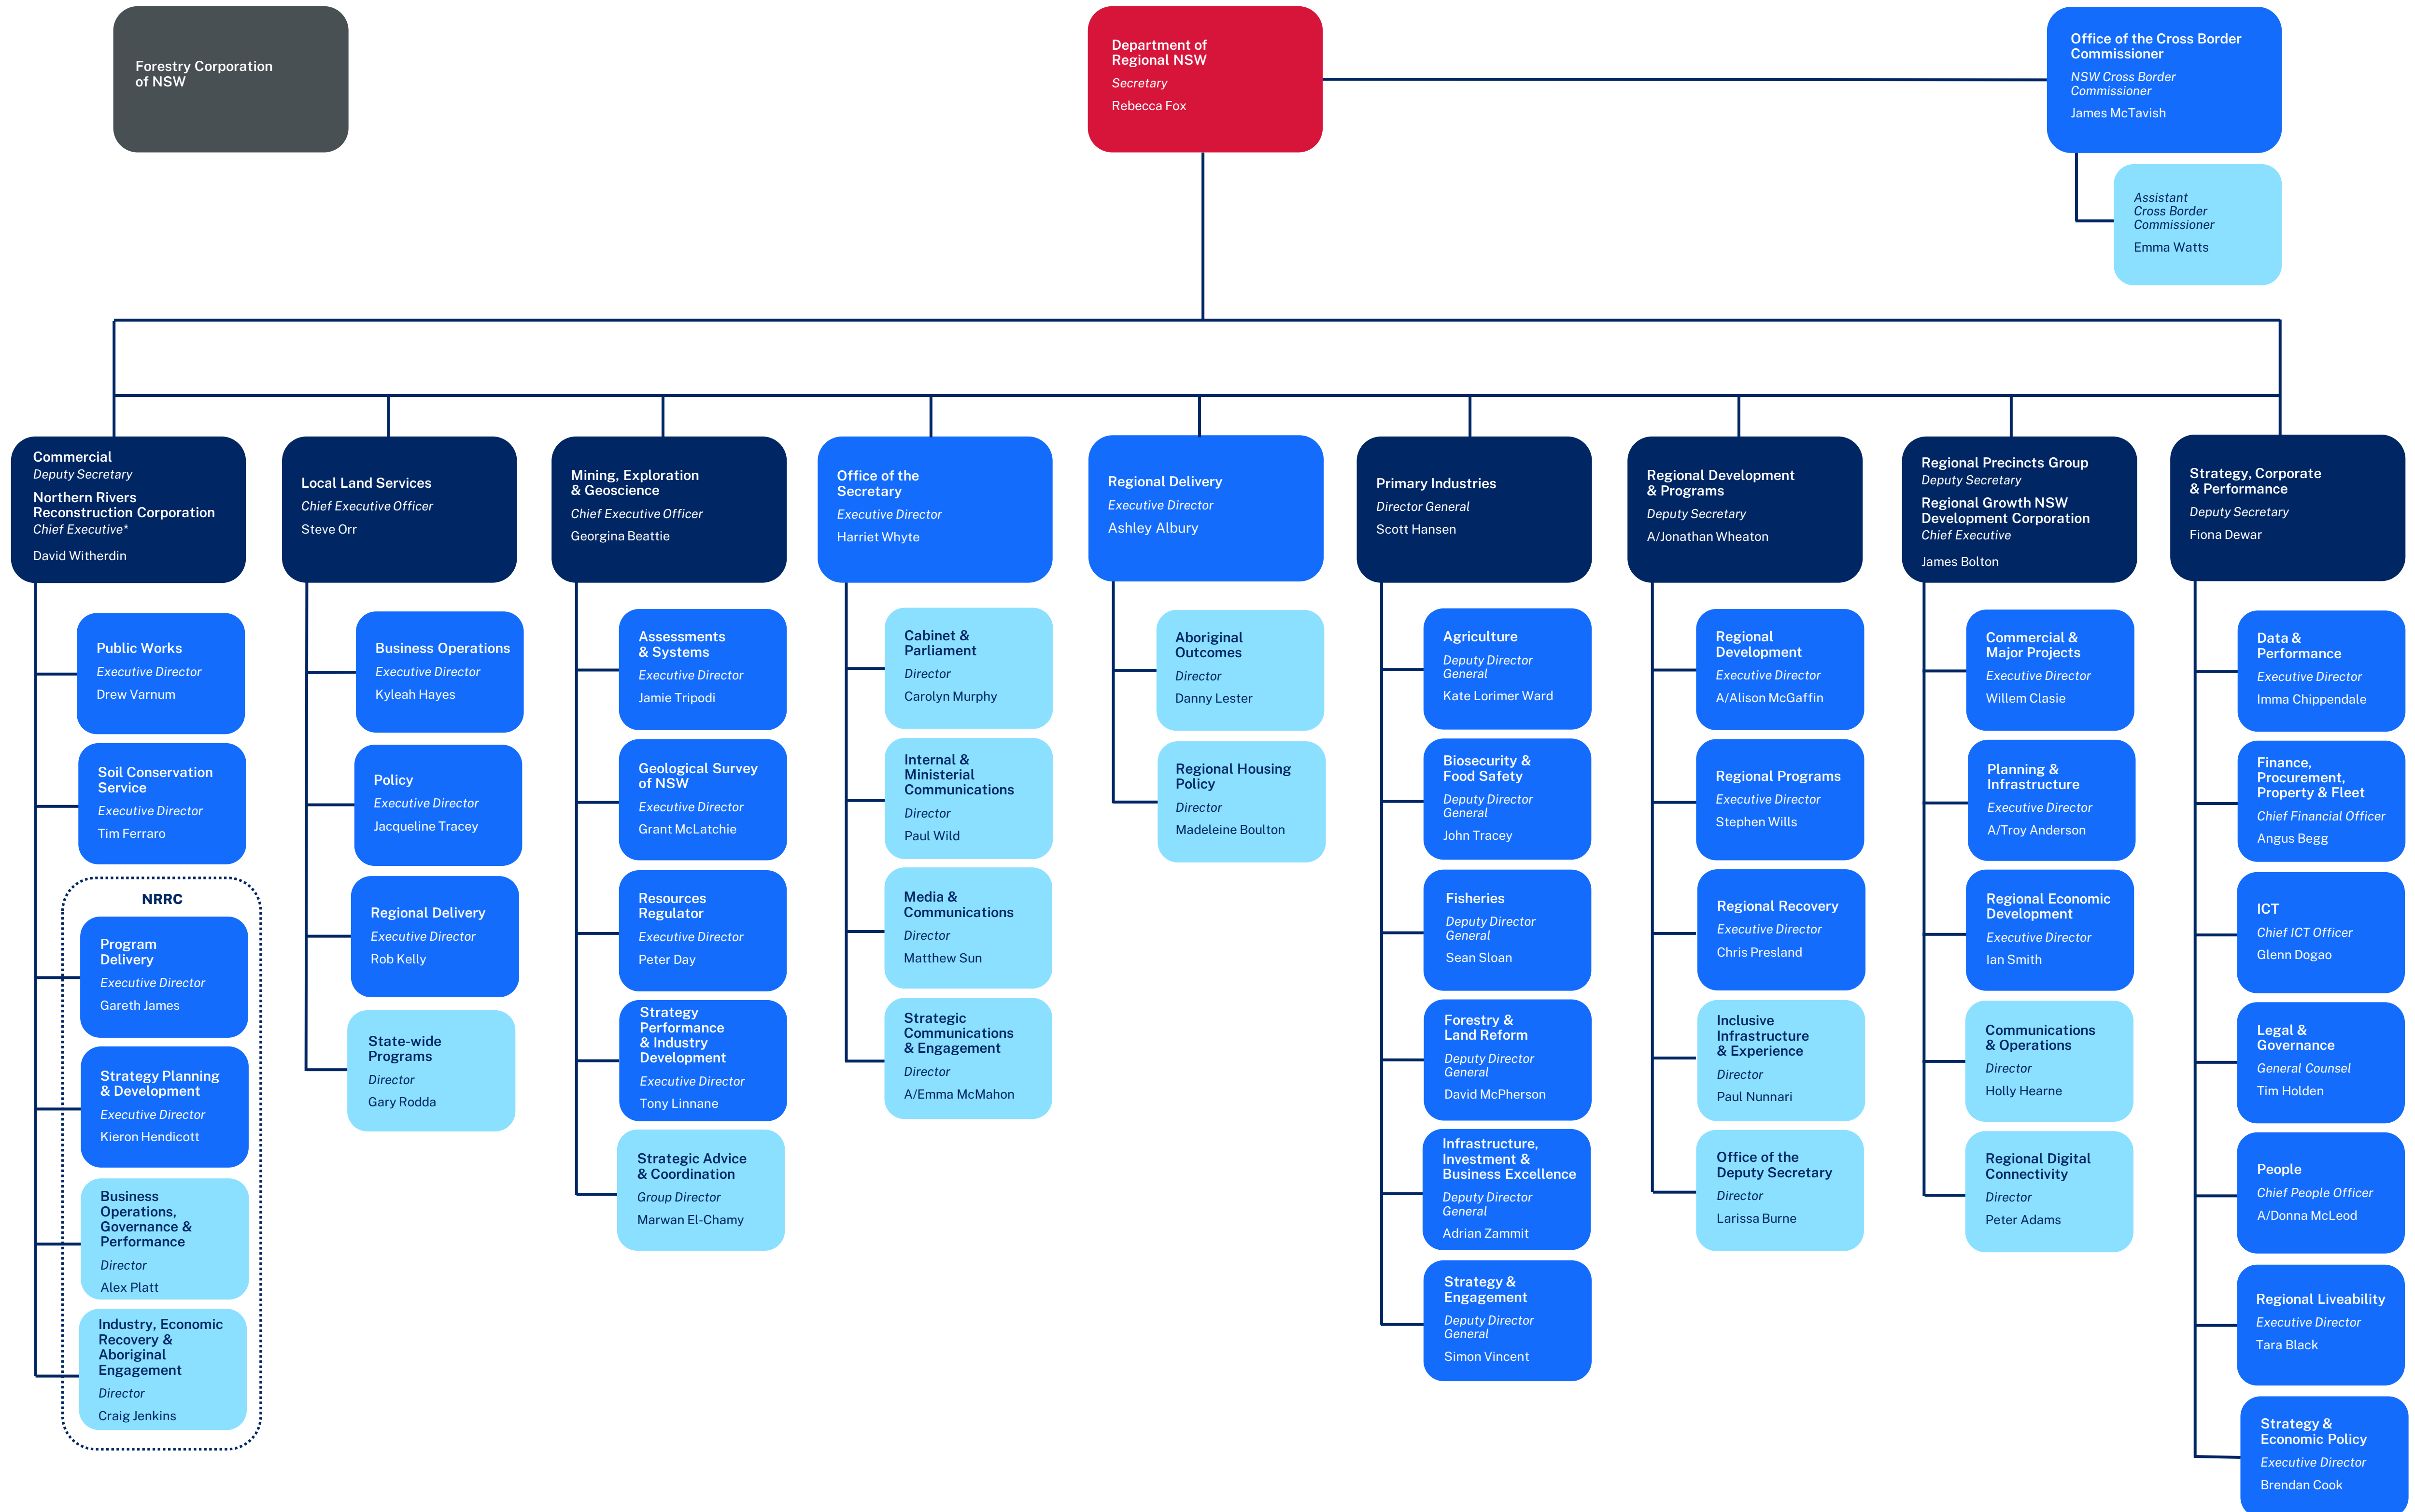 Forestry Corporation
of NSW
Department of
Regional NSW
Secretary
Rebecca Fox
Office of the Cross Border
Commissioner
NSW Cross Border
Commissioner
James McTavish
Assistant
Cross Border
Commissioner
Emma Watts
Commercial
Deputy Secretary
Northern Rivers
Reconstruction Corporation
Chief Executive*
David Witherdin
Public Works
Executive Director
Drew Varnum
Soil Conservation
Service
Executive Director
Tim Ferraro
NRRC
Program
Delivery
Executive Director
Gareth James
Strategy Planning
& Development
Executive Director
Kieron Hendicott
Business
Operations,
Governance &
Performance
Director
Alex Platt
Industry, Economic
Recovery &
Aboriginal
Engagement
Director
Craig Jenkins
Local Land Services
Chief Executive Officer
Steve Orr
Business Operations
Executive Director
Kyleah Hayes
Policy
Executive Director
Jacqueline Tracey
Regional Delivery
Executive Director
Rob Kelly
State-wide
Programs
Director
Gary Rodda
Mining, Exploration
& Geoscience
Chief Executive Officer
Georgina Beattie
Assessments
& Systems
Executive Director
Jamie Tripodi
Geological Survey
of NSW
Executive Director
Grant McLatchie
Resources
Regulator
Executive Director
Peter Day
Strategy
Performance
& Industry
Development
Executive Director
Tony Linnane
Strategic Advice
& Coordination
Group Director
Marwan El-Chamy
Office of the
Secretary
Executive Director
Harriet Whyte
Cabinet &
Parliament
Director
Carolyn Murphy
Internal &
Ministerial
Communications
Director
Paul Wild
Media &
Communications
Director
Matthew Sun
Strategic
Communications
& Engagement
Director
A/Emma McMahon
Regional Delivery
Executive Director
Ashley Albury
Aboriginal
Outcomes
Director
Danny Lester
Regional Housing
Policy
Director
Madeleine Boulton
Primary Industries
Director General
Scott Hansen
Agriculture
Deputy Director
General
Kate Lorimer Ward
Biosecurity &
Food Safety
Deputy Director
General
John Tracey
Fisheries
Deputy Director
General
Sean Sloan
Forestry &
Land Reform
Deputy Director
General
David McPherson
Infrastructure,
Investment &
Business Excellence
Deputy Director
General
Adrian Zammit
Strategy &
Engagement
Deputy Director
General
Simon Vincent
Regional Development
& Programs
Deputy Secretary
A/Jonathan Wheaton
Regional
Development
Executive Director
A/Alison McGaffin
Regional Programs
Executive Director
Stephen Wills
Regional Recovery
Executive Director
Chris Presland
Inclusive
Infrastructure
& Experience
Director
Paul Nunnari
Office of the
Deputy Secretary
Director
Larissa Burne
Regional Precincts Group
Deputy Secretary
Regional Growth NSW
Development Corporation
Chief Executive
James Bolton
Commercial &
Major Projects
Executive Director
Willem Clasie
Planning &
Infrastructure
Executive Director
A/Troy Anderson
Regional Economic
Development
Executive Director
Ian Smith
Communications
& Operations
Director
Holly Hearne
Regional Digital
Connectivity
Director
Peter Adams
Strategy, Corporate
& Performance
Deputy Secretary
Fiona Dewar
Data &
Performance
Executive Director
Imma Chippendale
Finance,
Procurement,
Property & Fleet
Chief Financial Officer
Angus Begg
ICT
Chief ICT Officer
Glenn Dogao
Legal &
Governance
General Counsel
Tim Holden
People
Chief People Officer
A/Donna McLeod
Regional Liveability
Executive Director
Tara Black
Strategy &
Economic Policy
Executive Director
Brendan Cook